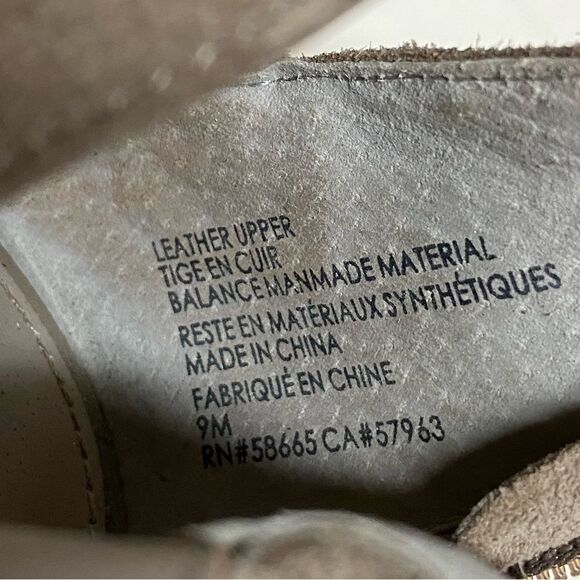 LEATHER UPPER
TIGE EN CUIR
BALANCE MANMADE MATERIAL
RESTE EN MATÉRIAUX SYNTHÉTIQUES
MADE IN CHINA
FABRIQUÉ EN CHINE
9M
RN#58665 CA#57963